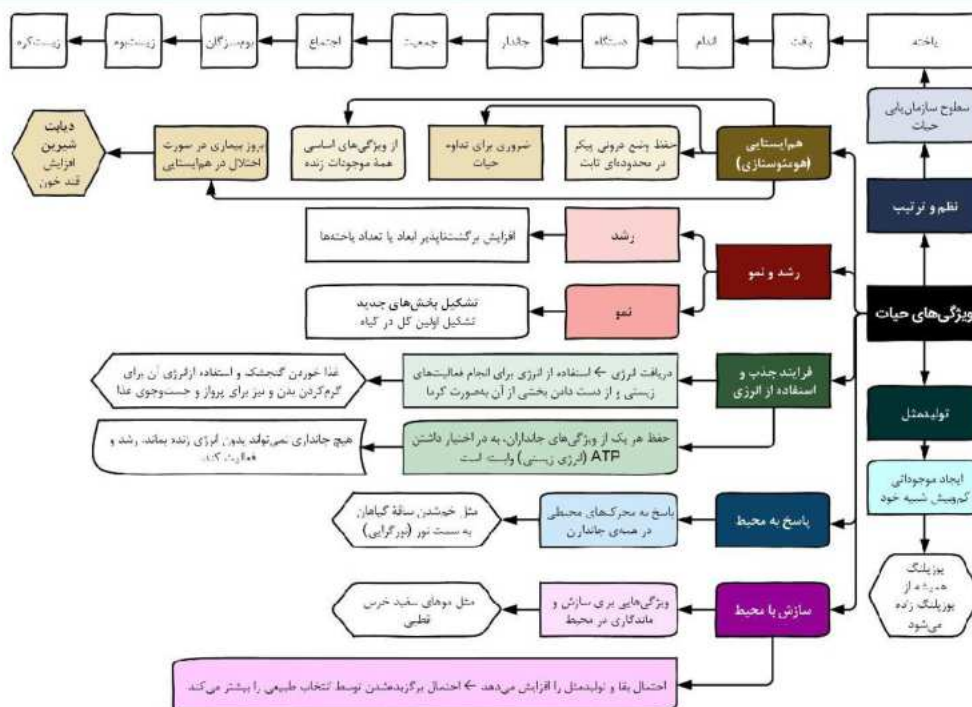 یاخته
بافت
اندام
دستگاه
جاندار
جمعیت
اجتماع
بوم‌سازگان
زیست‌بوم
زیست‌کره
سطوح سازمان‌یابی
حیات
نظم و ترتیب
ویژگی‌های حیات
هم‌ایستایی
(هومئوستازی)
حفظ وضع درونی پیکر
در محدوده‌ای ثابت
ضروری برای تداوم
حیات
از ویژگی‌های اساسی
همهٔ موجودات زنده
بروز بیماری در صورت
اختلال در هم‌ایستایی
دیابت
شیرین
افزایش
قند خون
رشد و نمو
رشد
افزایش برگشت‌ناپذیر ابعاد یا تعداد یاخته‌ها
نمو
تشکیل بخش‌های جدید
تشکیل اولین گل در گیاه
فرایند جذب و
استفاده از انرژی
دریافت انرژی ← استفاده از انرژی برای انجام فعالیت‌های
زیستی و از دست دادن بخشی از آن به‌صورت گرما
غذا خوردن گنجشک و استفاده ازانرژی آن برای
گرم‌کردن بدن و نیز برای پرواز و جست‌وجوی غذا
حفظ هر یک از ویژگی‌های جانداران، به در اختیار داشتن
ATP (انرژی زیستی) وابسته است
هیچ جانداری نمی‌تواند بدون انرژی زنده بماند، رشد و
فعالیت کند.
پاسخ به محیط
پاسخ به محرک‌های محیطی
در همه‌ی جانداران
مثل خم‌شدن ساقهٔ گیاهان
به سمت نور (نورگرایی)
سازش با محیط
ویژگی‌هایی برای سازش و
ماندگاری در محیط
مثل موهای سفید خرس
قطبی
احتمال بقا و تولیدمثل را افزایش می‌دهد ← احتمال برگزیده‌شدن توسط انتخاب طبیعی را بیشتر می‌کند
تولیدمثل
ایجاد موجوداتی
کم‌وبیش شبیه خود
یوزپلنگ
همیشه از
یوزپلنگ زاده
می‌شود